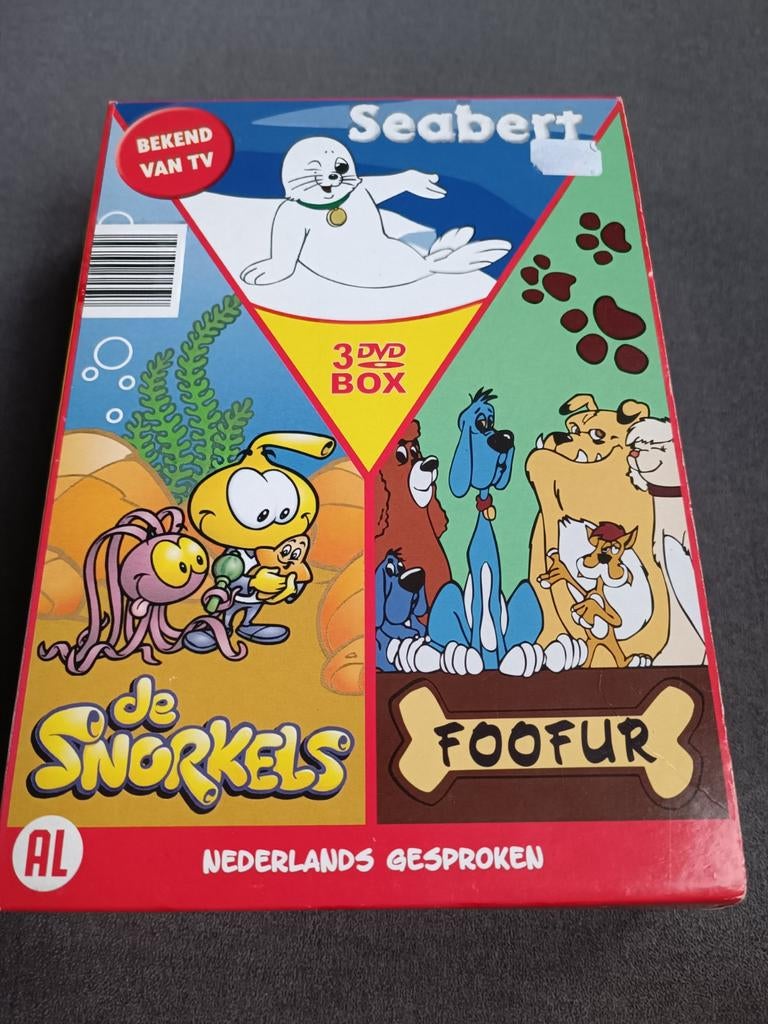 BEKEND
VAN TV
Seabert
3 DVD
BOX
de
SNORKELS
FOOFUR
AL
NEDERLANDS GESPROKEN